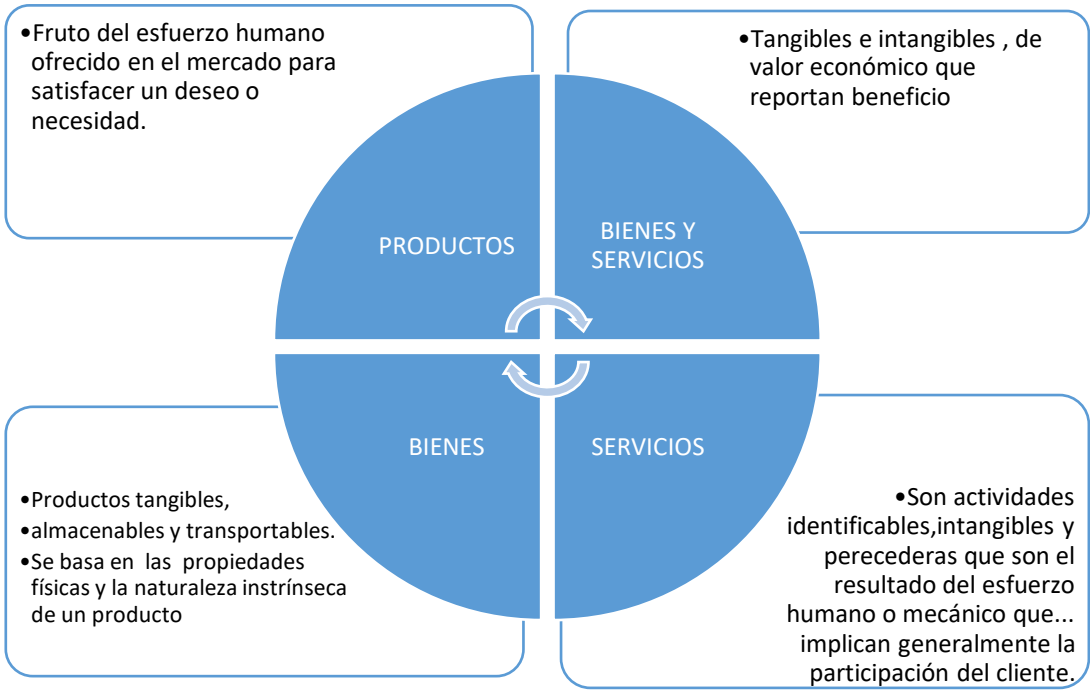 •Fruto del esfuerzo humano
ofrecido en el mercado para
satisfacer un deseo o
necesidad.
•Tangibles e intangibles , de
valor económico que
reportan beneficio
PRODUCTOS
BIENES Y
SERVICIOS
BIENES
SERVICIOS
•Productos tangibles,
•almacenables y transportables.
•Se basa en las propiedades
físicas y la naturaleza instrínseca
de un producto
•Son actividades
identificables,intangibles y
perecederas que son el
resultado del esfuerzo
humano o mecánico que...
implican generalmente la
participación del cliente.